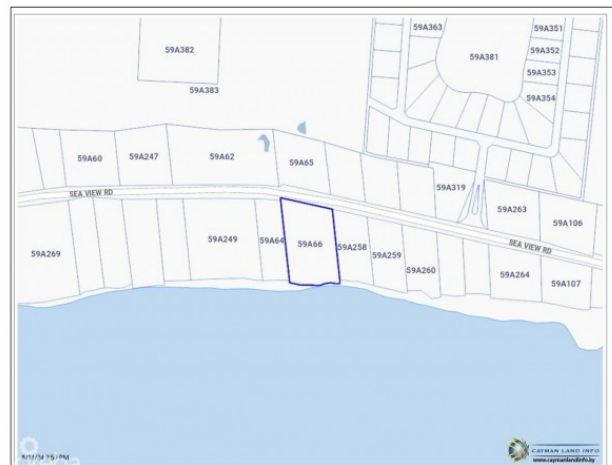 59A382
59A383
59A363
59A381
59A351
59A352
59A353
59A354
59A60
59A247
59A62
59A65
59A319
59A263
59A106
SEA VIEW RD
SEA VIEW RD
59A269
59A249
59A64
59A66
59A258
59A259
59A260
59A264
59A107
CAYMAN LAND INFO
www.caymanlandinfo.ky